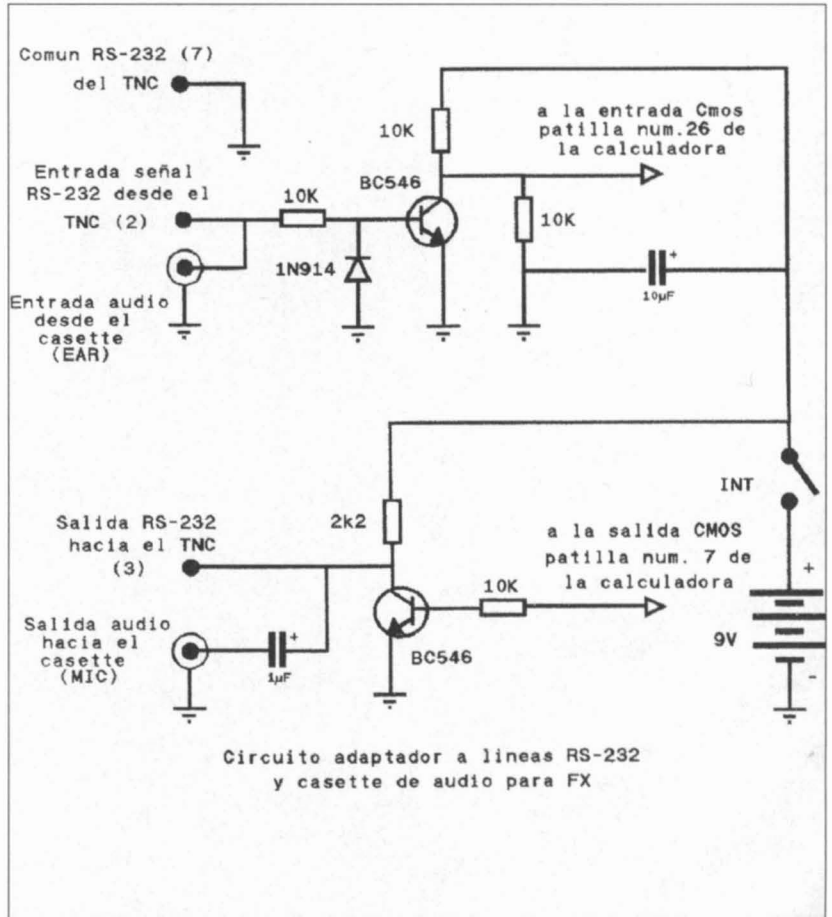 Comun RS-232 (7)
del TNC
Entrada señal
RS-232 desde el
TNC (2)
Entrada audio
desde el
casette
(EAR)
10K
1N914
BC546
10K
a la entrada Cmos
patilla num.26 de
la calculadora
10K
+
10µF
Salida RS-232
hacia el TNC
(3)
Salida audio
hacia el
casette
(MIC)
+
1µF
2k2
BC546
10K
a la salida CMOS
patilla num. 7 de
la calculadora
INT
+
9V
-
Circuito adaptador a lineas RS-232
y casette de audio para FX